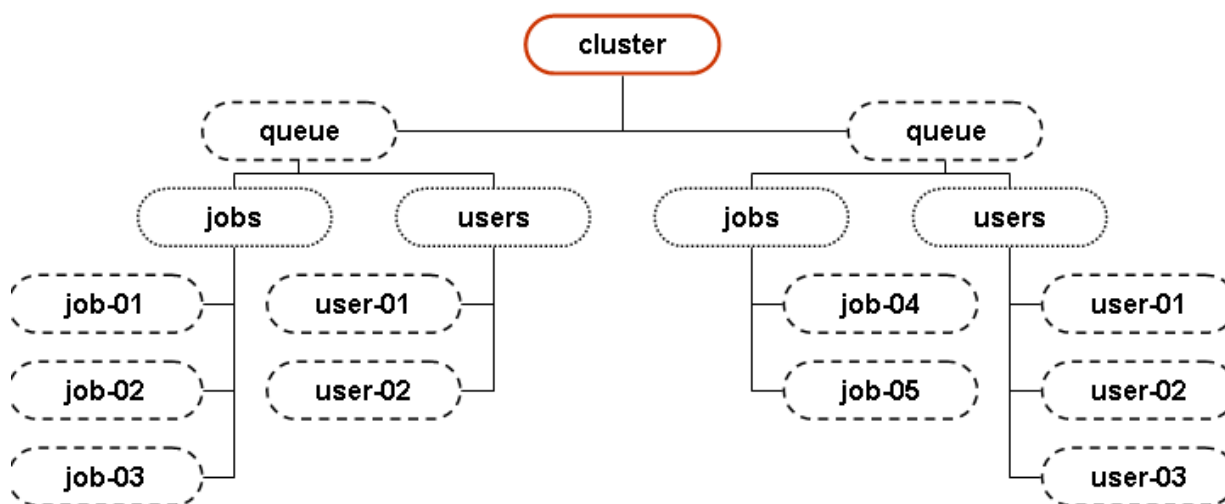 cluster
queue
queue
jobs
users
jobs
users
job-01
user-01
job-04
user-01
job-02
user-02
job-05
user-02
job-03
user-03